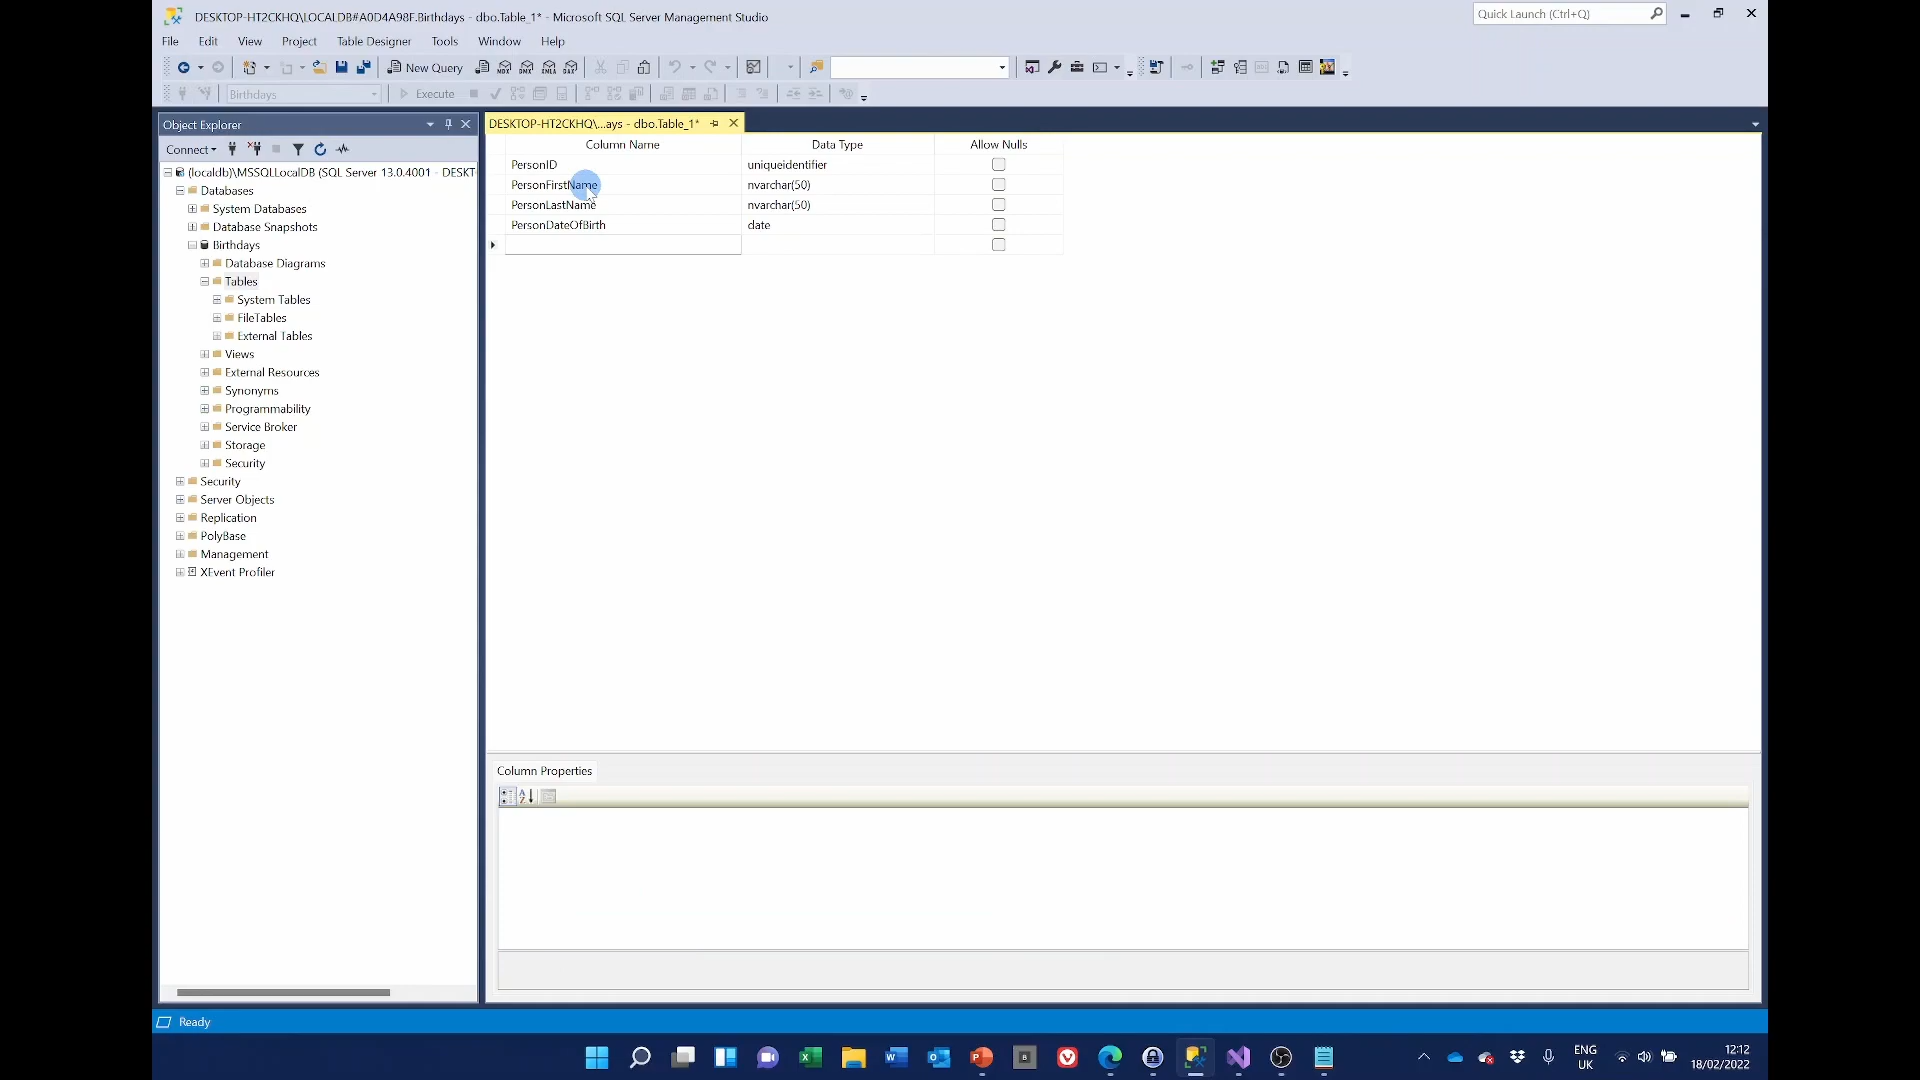 DESKTOP-HT2CKHQ\LOCALDB#A0D4A98F.Birthdays - dbo.Table_1* - Microsoft SQL Server Management Studio
Quick Launch (Ctrl+Q)
File Edit View Project Table Designer Tools Window Help
New Query
MDX DMX XMLA DAX
Birthdays
Execute
Object Explorer
DESKTOP-HT2CKHQ\...ays - dbo.Table_1*
Connect
Column Name Data Type Allow Nulls
PersonID uniqueidentifier
PersonFirstName nvarchar(50)
PersonLastName nvarchar(50)
PersonDateOfBirth date
(localdb)\MSSQLLocalDB (SQL Server 13.0.4001 - DESKT
Databases
System Databases
Database Snapshots
Birthdays
Database Diagrams
Tables
System Tables
FileTables
External Tables
Views
External Resources
Synonyms
Programmability
Service Broker
Storage
Security
Security
Server Objects
Replication
PolyBase
Management
XEvent Profiler
Column Properties
Ready
ENG
UK
12:12
18/02/2022